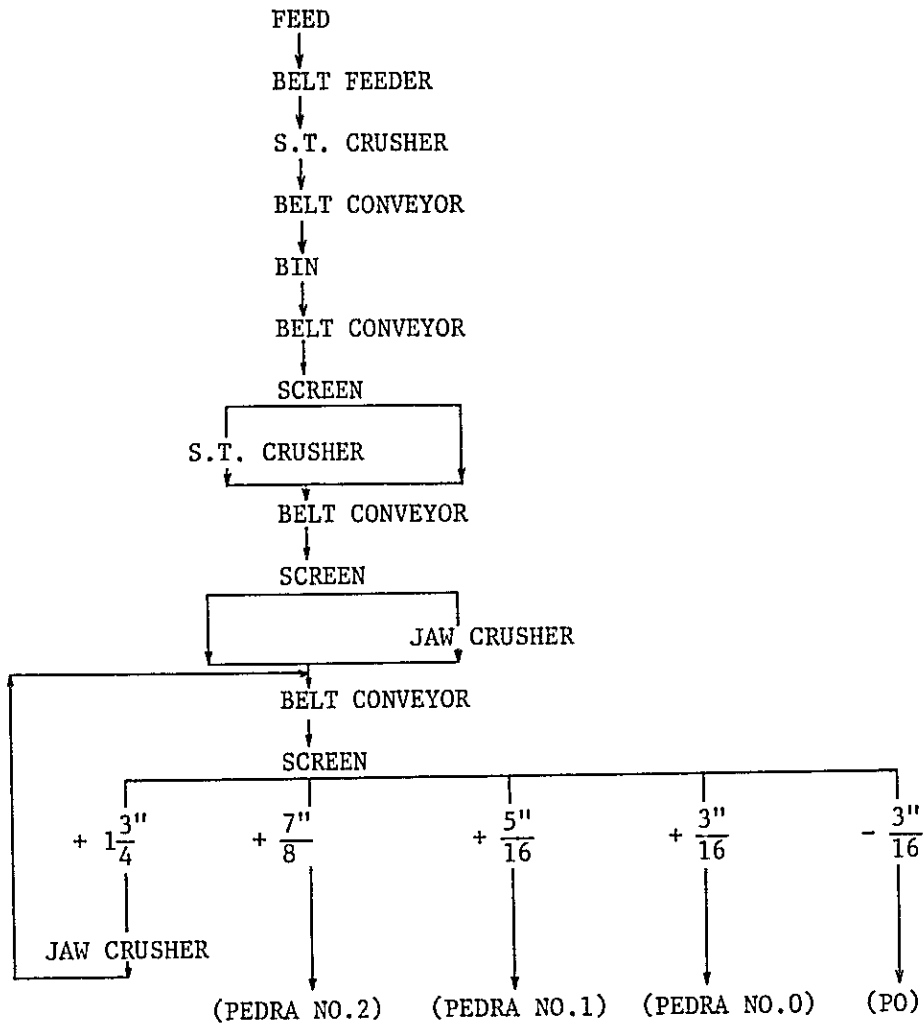 FEED
BELT FEEDER
S.T. CRUSHER
BELT CONVEYOR
BIN
BELT CONVEYOR
SCREEN
S.T. CRUSHER
BELT CONVEYOR
SCREEN
JAW CRUSHER
BELT CONVEYOR
SCREEN
+ 1 3/4" + 7/8" + 5/16" + 3/16" - 3/16"
JAW CRUSHER
(PEDRA NO.2) (PEDRA NO.1) (PEDRA NO.0) (PO)